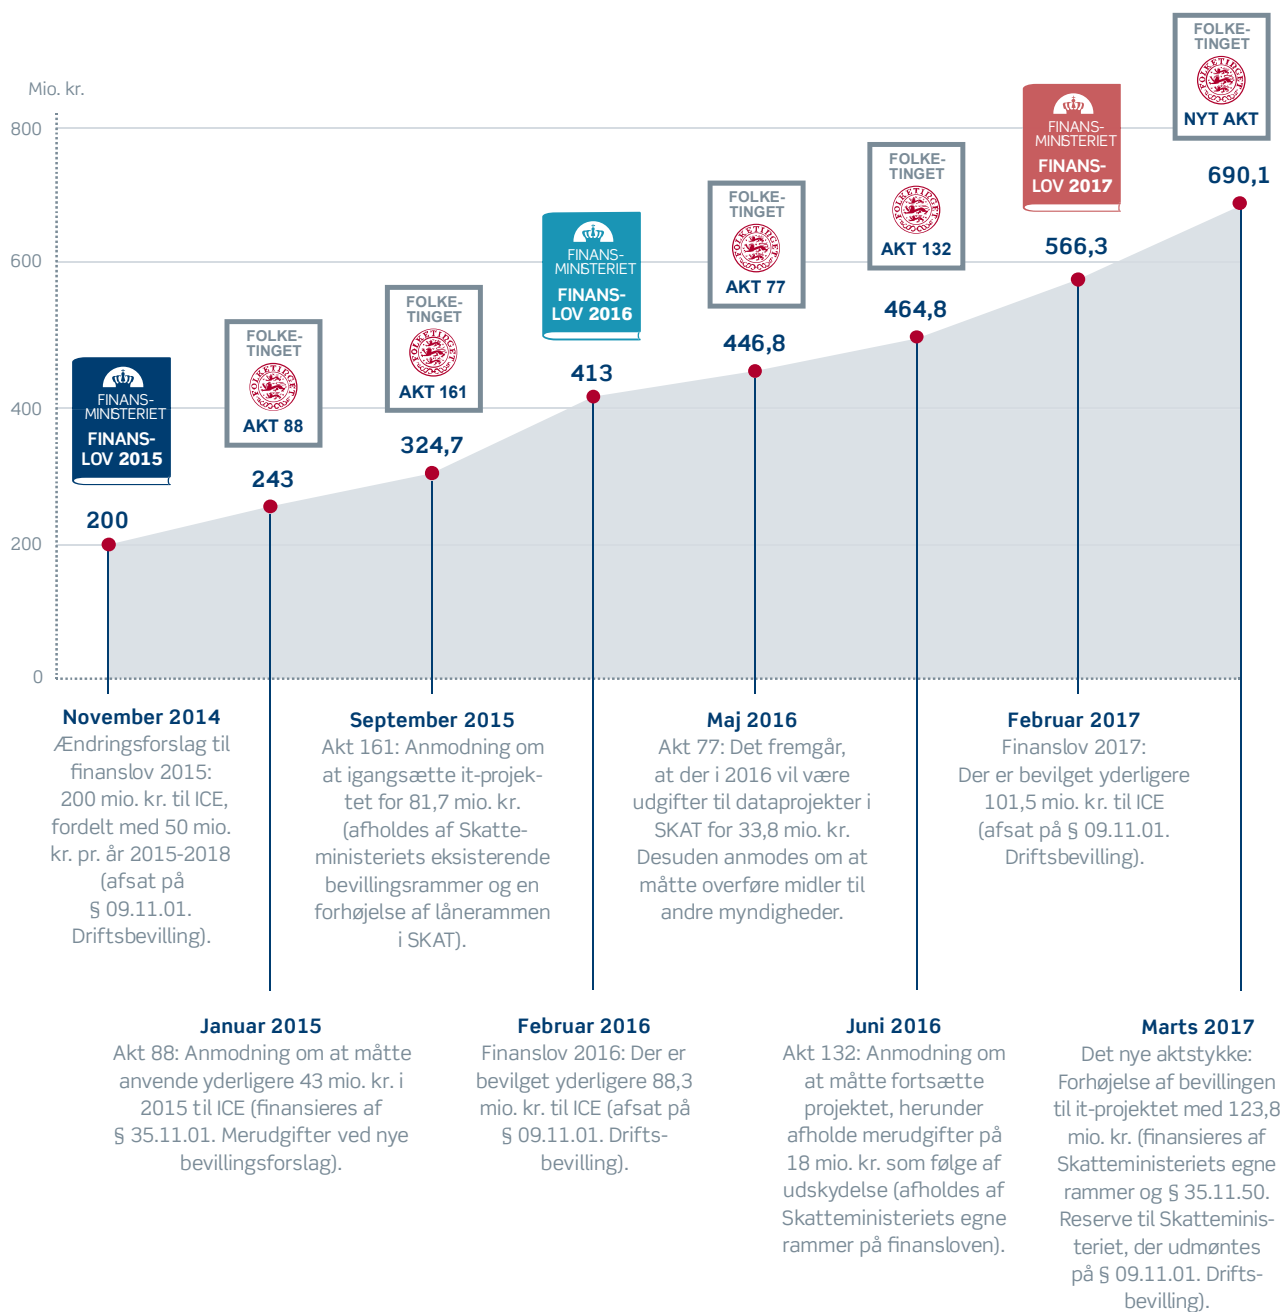 Mio. kr.
800
600
400
200
0
FINANS-
MINISTERIET
FINANS-
LOV 2015
200
FOLKE-
TINGET
FOLKETINGET
AKT 88
243
FOLKE-
TINGET
FOLKETINGET
AKT 161
324,7
FINANS-
MINISTERIET
FINANS-
LOV 2016
413
FOLKE-
TINGET
FOLKETINGET
AKT 77
446,8
FOLKE-
TINGET
FOLKETINGET
AKT 132
464,8
FINANS-
MINISTERIET
FINANS-
LOV 2017
566,3
FOLKE-
TINGET
FOLKETINGET
NYT AKT
690,1
November 2014
Ændringsforslag til
finanslov 2015:
200 mio. kr. til ICE,
fordelt med 50 mio.
kr. pr. år 2015-2018
(afsat på
§ 09.11.01.
Driftsbevilling).
September 2015
Akt 161: Anmodning om
at igangsætte it-projek-
tet for 81,7 mio. kr.
(afholdes af Skatte-
ministeriets eksisterende
bevillingsrammer og en
forhøjelse af lånerammen
i SKAT).
Maj 2016
Akt 77: Det fremgår,
at der i 2016 vil være
udgifter til dataprojekter i
SKAT for 33,8 mio. kr.
Desuden anmodes om at
måtte overføre midler til
andre myndigheder.
Februar 2017
Finanslov 2017:
Der er bevilget yderligere
101,5 mio. kr. til ICE
(afsat på § 09.11.01.
Driftsbevilling).
Januar 2015
Akt 88: Anmodning om at måtte
anvende yderligere 43 mio. kr. i
2015 til ICE (finansieres af
§ 35.11.01. Merudgifter ved nye
bevillingsforslag).
Februar 2016
Finanslov 2016: Der er
bevilget yderligere 88,3
mio. kr. til ICE (afsat på
§ 09.11.01. Drifts-
bevilling).
Juni 2016
Akt 132: Anmodning om
at måtte fortsætte
projektet, herunder
afholde merudgifter på
18 mio. kr. som følge af
udskydelse (afholdes af
Skatteministeriets egne
rammer på finansloven).
Marts 2017
Det nye aktstykke:
Forhøjelse af bevillingen
til it-projektet med 123,8
mio. kr. (finansieres af
Skatteministeriets egne
rammer og § 35.11.50.
Reserve til Skatteminis-
teriet, der udmøntes
på § 09.11.01. Drifts-
bevilling).